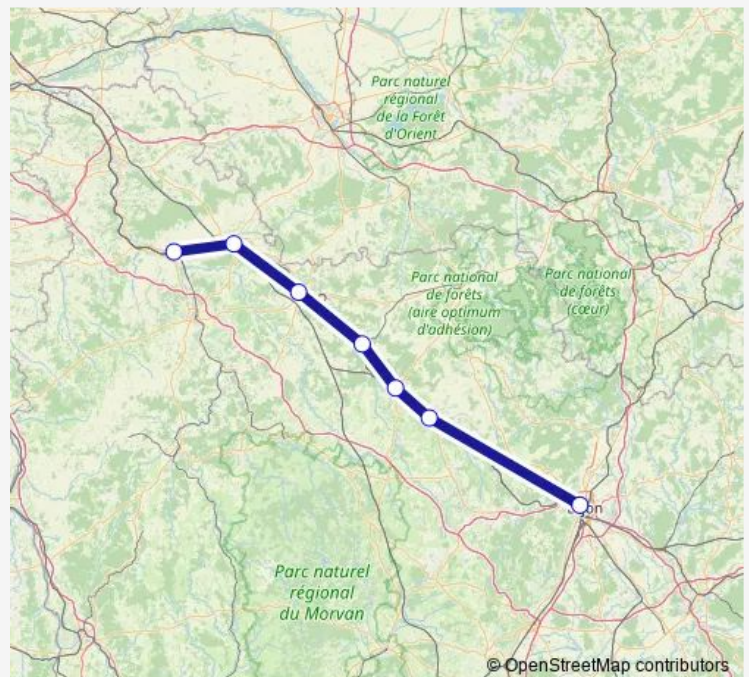 Parc naturel
régional
de la Forêt
d'Orient
Parc national
de forêts
(aire optimum
d'adhésion)
Parc national
de forêts
(cœur)
Parc naturel
régional
du Morvan
© OpenStreetMap contributors